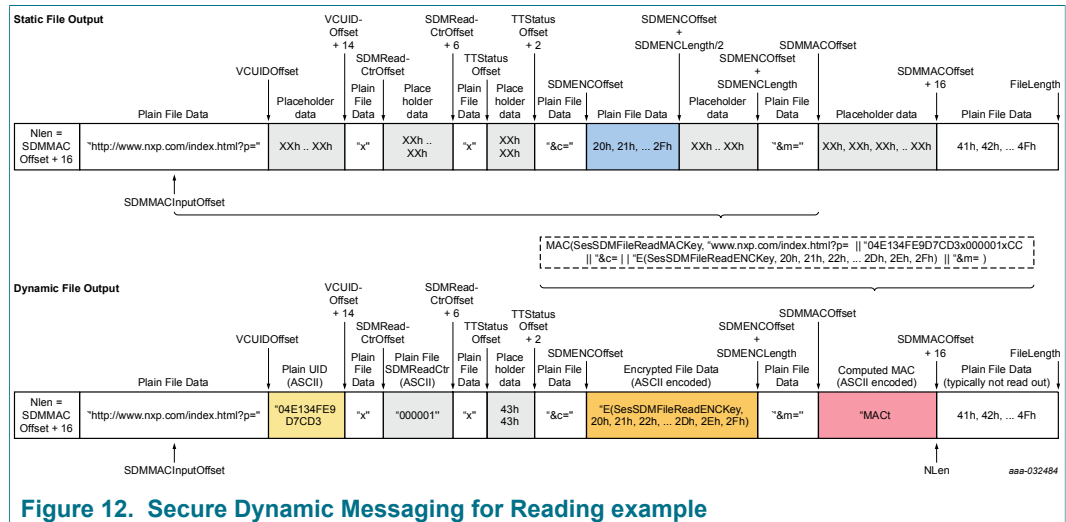 Static File Output
VCUID-
Offset
+ 14
SDMRead-
CtrOffset
+ 6
TTStatus
Offset
+ 2
SDMENCOffset
+
SDMENCLength/2
SDMMACOffset
VCUIDOffset
SDMRead-
CtrOffset
TTStatus
Offset
SDMENCOffset
SDMENCOffset
+
SDMENCLength
SDMMACOffset
+ 16
FileLength
Plain File Data
Placeholder
data
Plain
File
Data
Place
holder
data
Plain
File
Data
Place
holder
data
Plain File
Data
Plain File Data
Placeholder
data
Plain File
Data
Placeholder data
Plain File Data
Nlen =
SDMMAC
Offset + 16
"http://www.nxp.com/index.html?p="
XXh .. XXh
"x"
XXh ..
XXh
"x"
XXh
XXh
"&c="
20h, 21h, ... 2Fh
XXh .. XXh
"&m="
XXh, XXh, XXh, .. XXh
41h, 42h, ... 4Fh
SDMMACInputOffset
MAC(SesSDMFileReadMACKey, "www.nxp.com/index.html?p= || "04E134FE9D7CD3x000001xCC
|| "&c= | | "E(SesSDMFileReadENCKey, 20h, 21h, 22h, ... 2Dh, 2Eh, 2Fh) || "&m= )
Dynamic File Output
VCUID-
Offset
+ 14
SDMRead-
CtrOffset
+ 6
TTStatus
Offset
+ 2
SDMMACOffset
VCUIDOffset
SDMRead-
CtrOffset
TTStatus
Offset
SDMENCOffset
SDMENCOffset
+
SDMENCLength
SDMMACOffset
+ 16
FileLength
Plain File Data
Plain UID
(ASCII)
Plain
File
Data
Plain File
SDMReadCtr
(ASCII)
Plain
File
Data
Place
holder
data
Plain File
Data
Encrypted File Data
(ASCII encoded)
Plain File
Data
Computed MAC
(ASCII encoded)
Plain File Data
(typically not read out)
Nlen =
SDMMAC
Offset + 16
"http://www.nxp.com/index.html?p="
"04E134FE9
D7CD3
"x"
"000001"
"x"
43h
43h
"&c="
"E(SesSDMFileReadENCKey,
20h, 21h, 22h, ... 2Dh, 2Eh, 2Fh)
"&m="
"MACt
41h, 42h, ... 4Fh
SDMMACInputOffset
NLen
aaa-032484
Figure 12. Secure Dynamic Messaging for Reading example